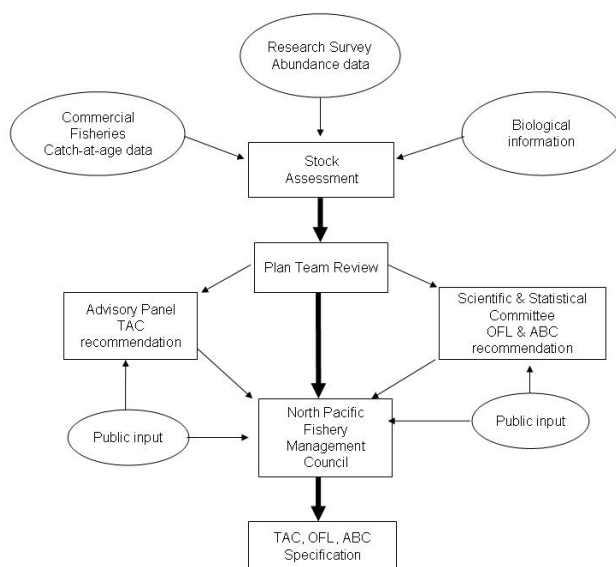 Research Survey
Abundance data
Commercial
Fisheries
Catch-at-age data
Biological
information
Stock
Assessment
Plan Team Review
Advisory Panel
TAC
recommendation
Scientific & Statistical
Committee
OFL & ABC
recommendation
Public input
North Pacific
Fishery
Management
Council
Public input
TAC, OFL, ABC
Specification